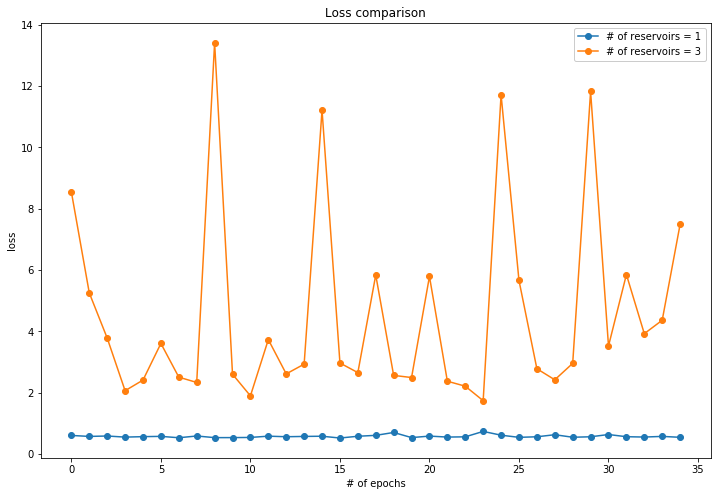 Loss comparison
# of reservoirs = 1
# of reservoirs = 3
loss
14
12
10
8
6
4
2
0
0 5 10 15 20 25 30 35
# of epochs